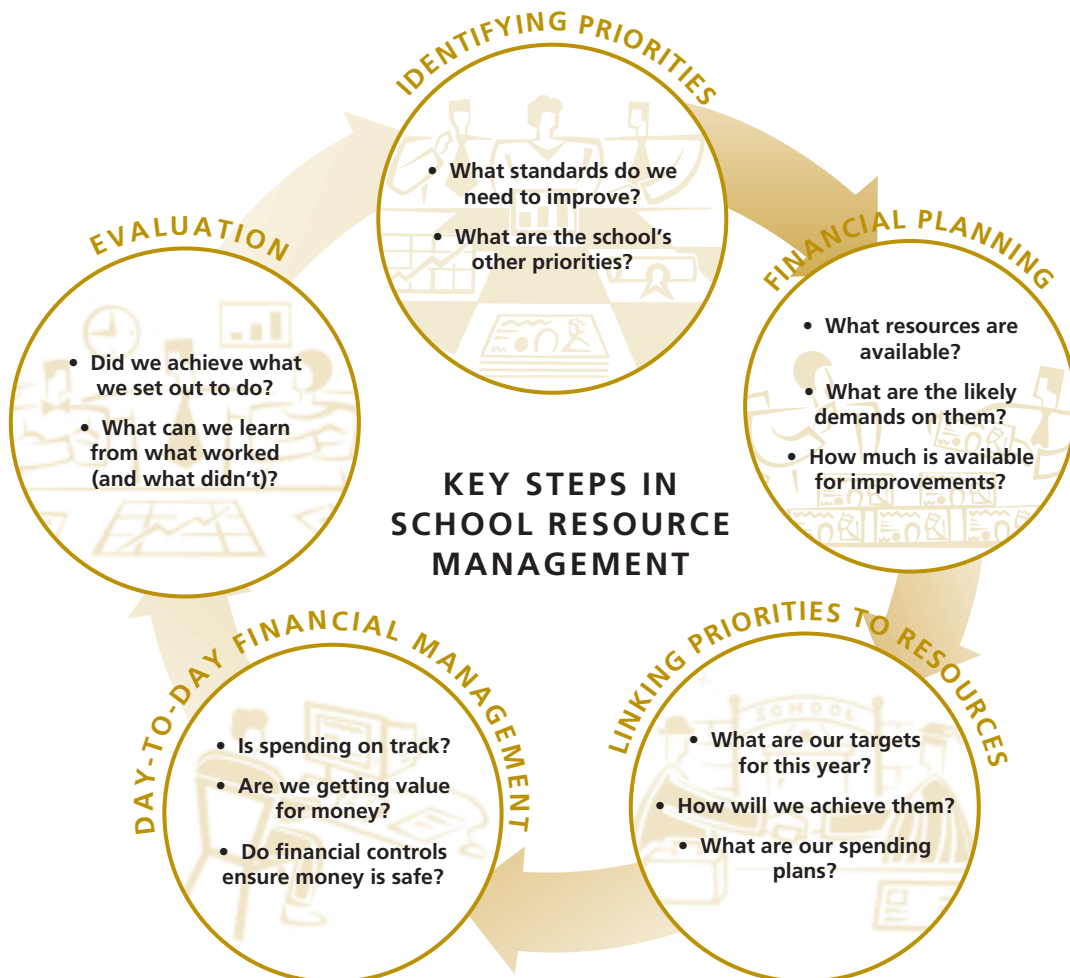 KEY STEPS IN
SCHOOL RESOURCE
MANAGEMENT
IDENTIFYING PRIORITIES
• What standards do we
need to improve?
• What are the school’s
other priorities?
FINANCIAL PLANNING
• What resources are
available?
• What are the likely
demands on them?
• How much is available
for improvements?
LINKING PRIORITIES TO RESOURCES
SCHOOL
• What are our targets
for this year?
• How will we achieve them?
• What are our spending
plans?
DAY-TO-DAY FINANCIAL MANAGEMENT
• Is spending on track?
• Are we getting value
for money?
• Do financial controls
ensure money is safe?
EVALUATION
• Did we achieve what
we set out to do?
• What can we learn
from what worked
(and what didn’t)?